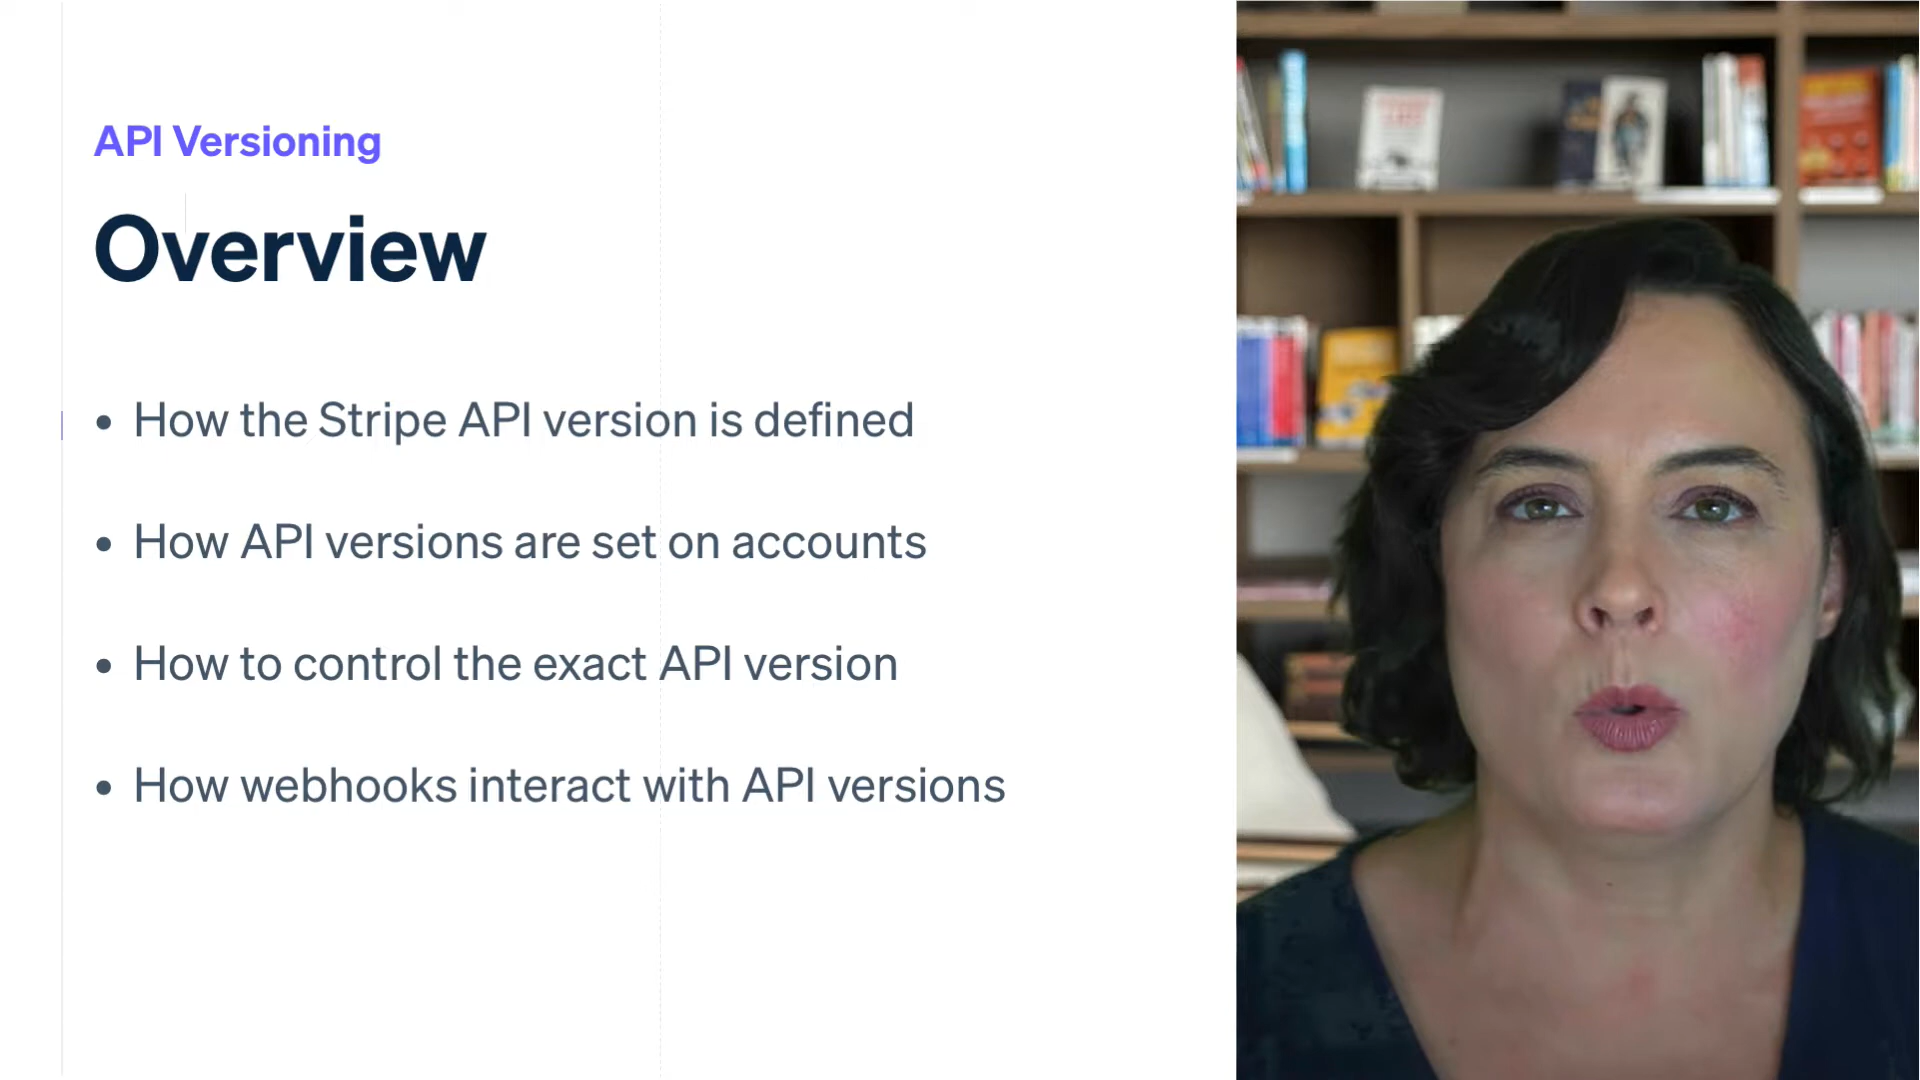 API Versioning
Overview
• How the Stripe API version is defined
• How API versions are set on accounts
• How to control the exact API version
• How webhooks interact with API versions